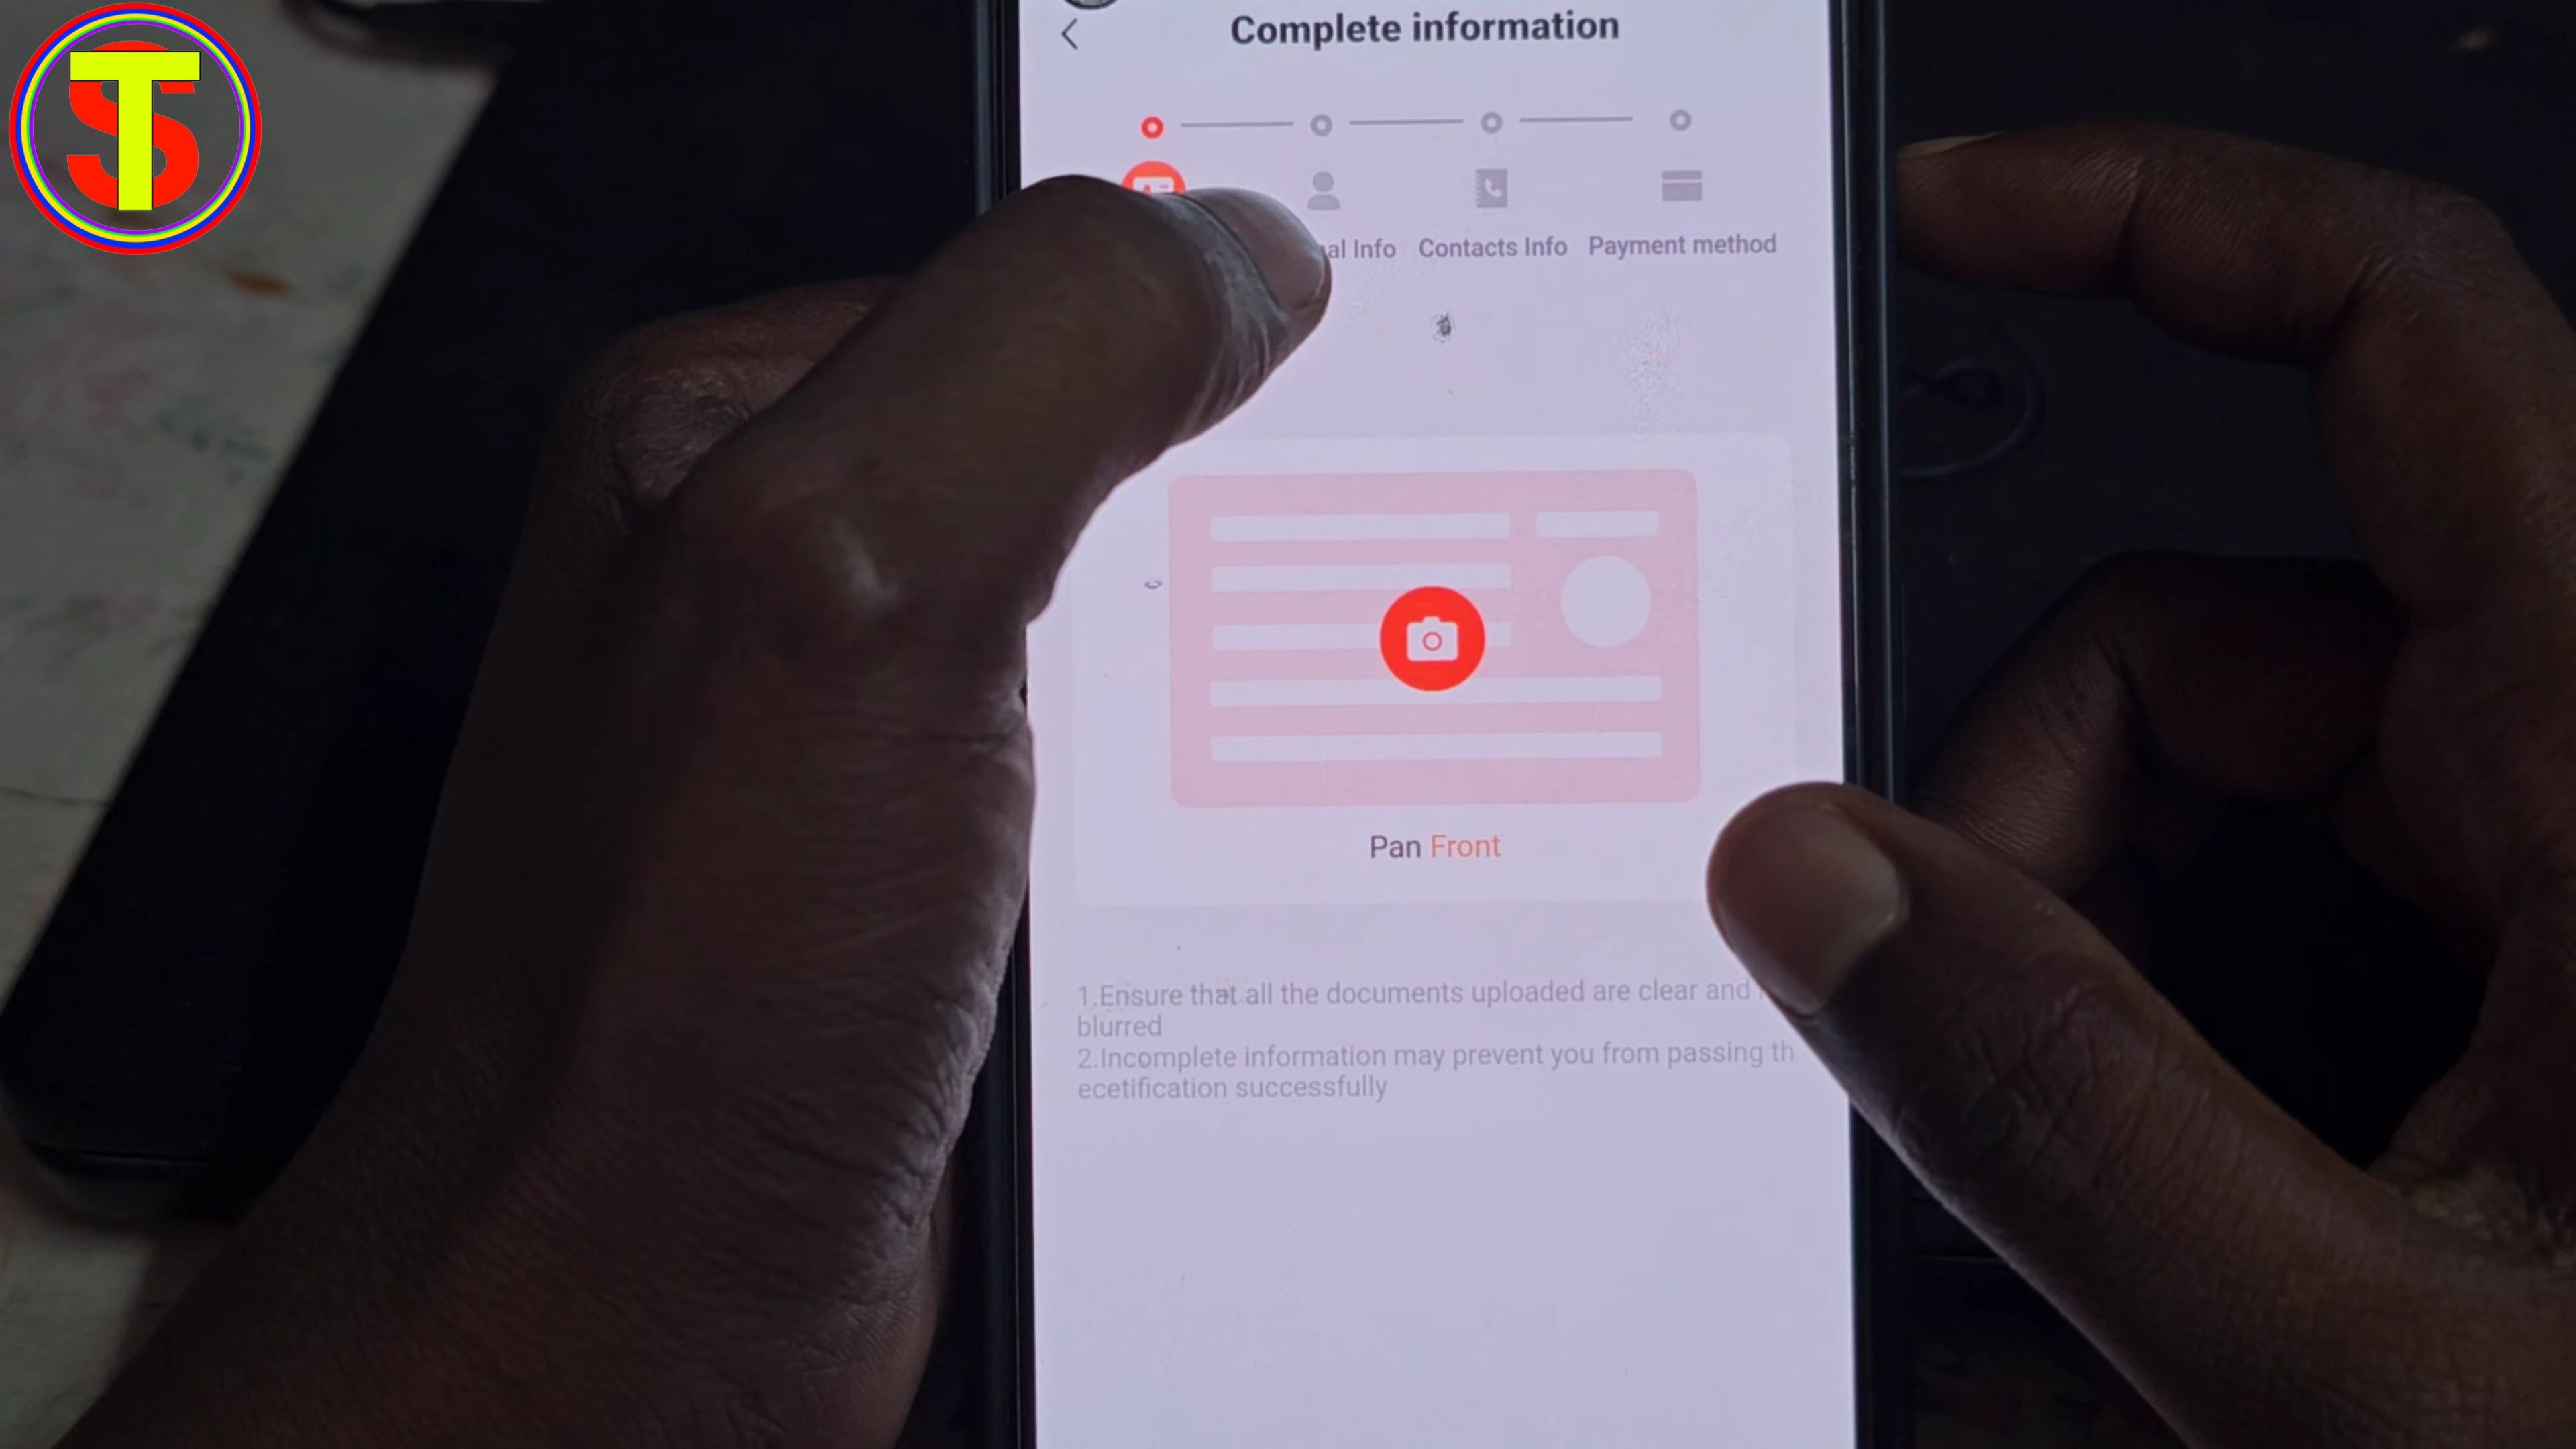 TS
Complete information
al Info Contacts Info Payment method
Pan Front
1.Ensure that all the documents uploaded are clear and
blurred
2.Incomplete information may prevent you from passing th
ecetification successfully